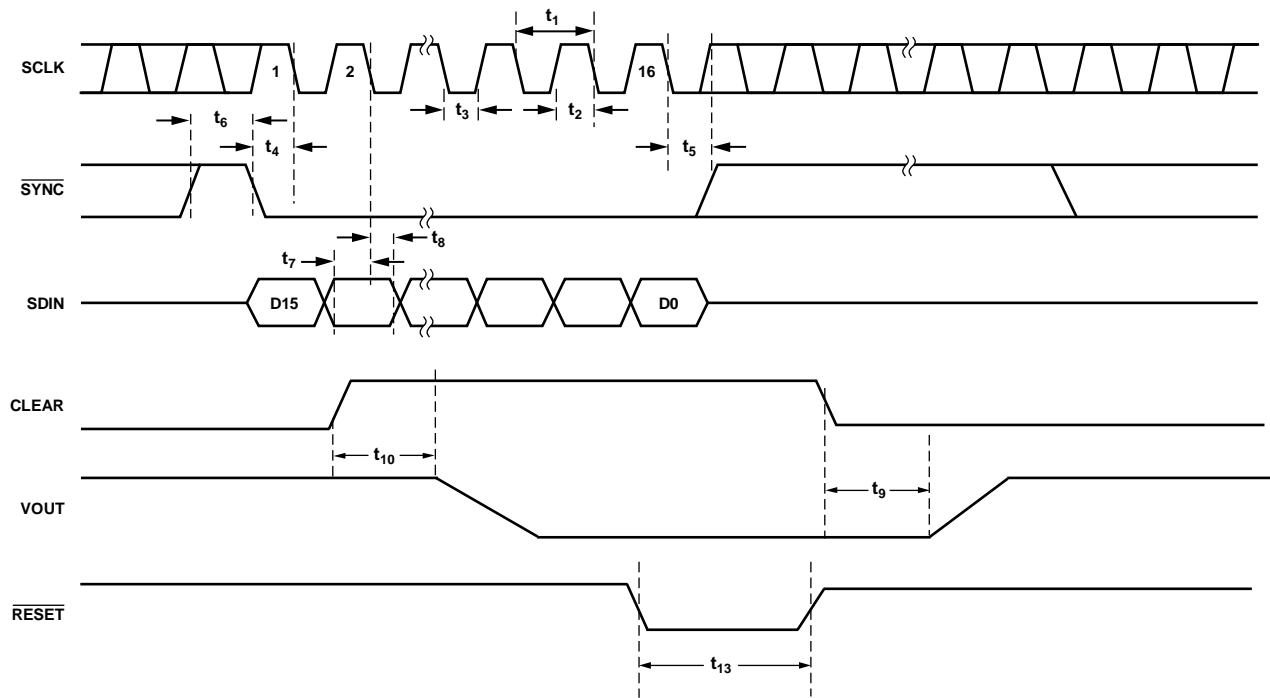 t1
SCLK
1
2
16
t3
t2
t6
t4
t5
SYNC
t8
t7
SDIN
D15
D0
CLEAR
t10
t9
VOUT
RESET
t13